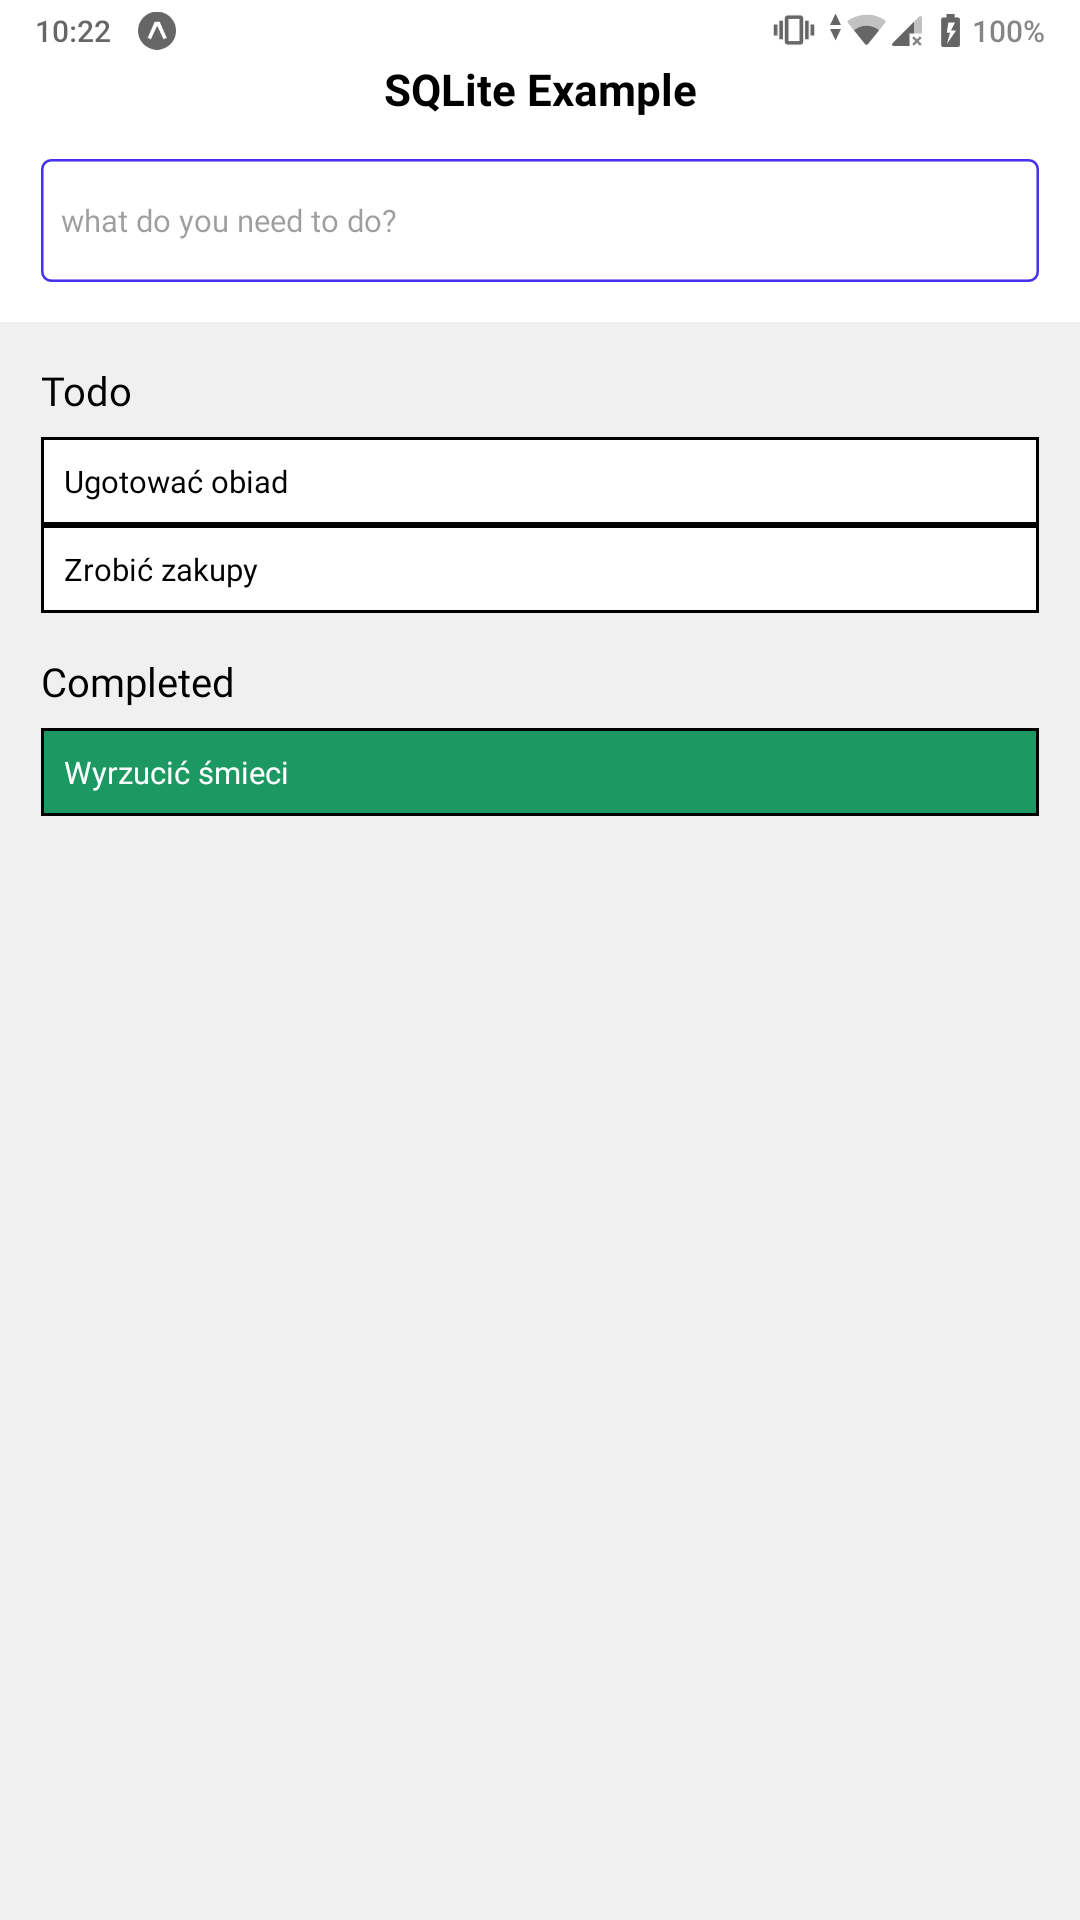 10:22 100%
SQLite Example
what do you need to do?
Todo
Ugotować obiad
Zrobić zakupy
Completed
Wyrzucić śmieci